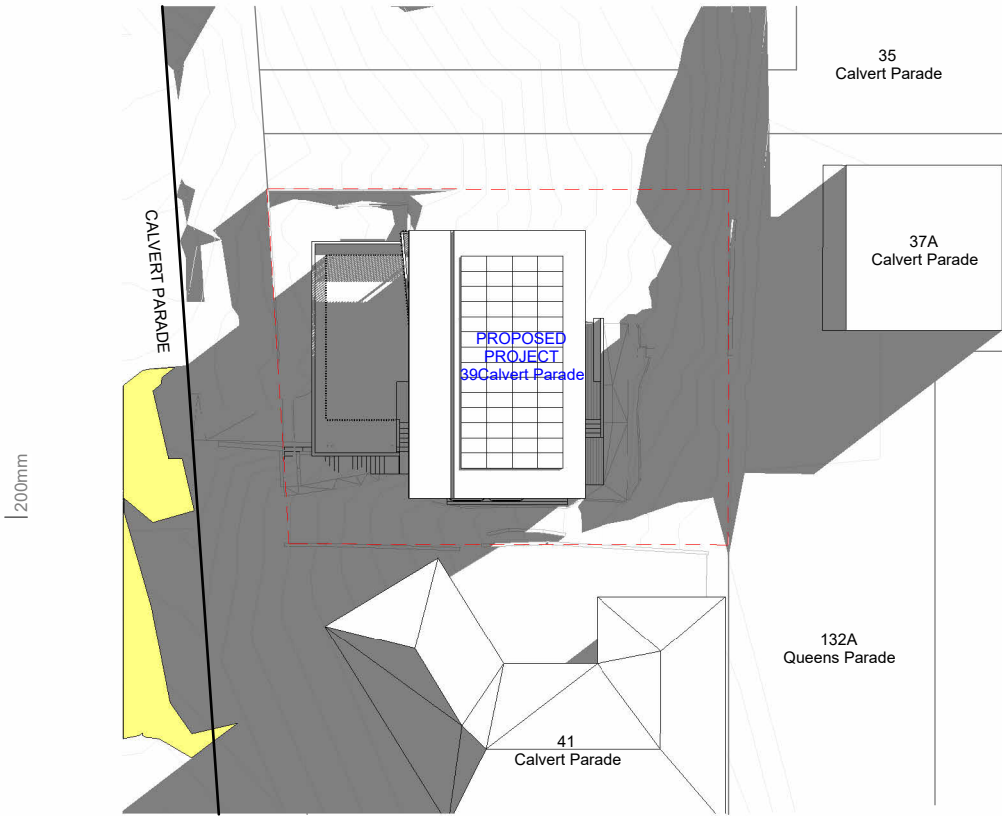 35
Calvert Parade
37A
Calvert Parade
CALVERT PARADE
PROPOSED
PROJECT
39Calvert Parade
200mm
132A
Queens Parade
41
Calvert Parade